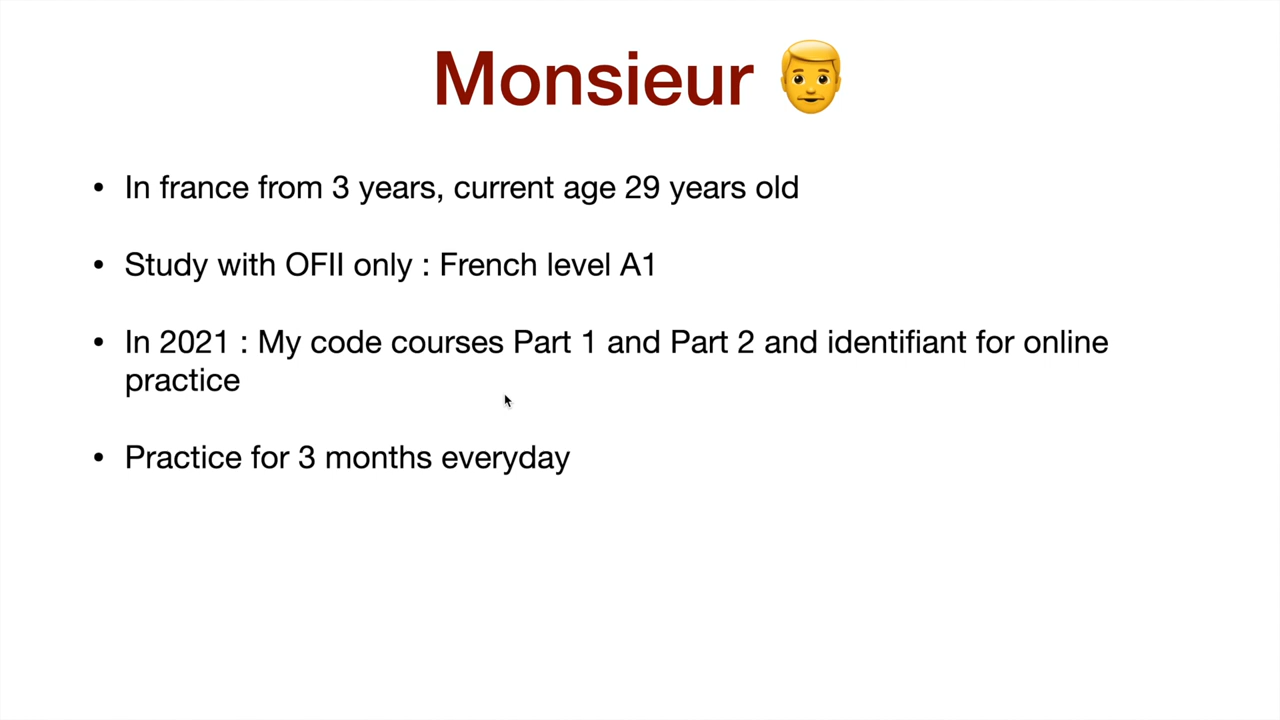 Monsieur 👨
• In france from 3 years, current age 29 years old
• Study with OFII only : French level A1
• In 2021 : My code courses Part 1 and Part 2 and identifiant for online
practice
• Practice for 3 months everyday